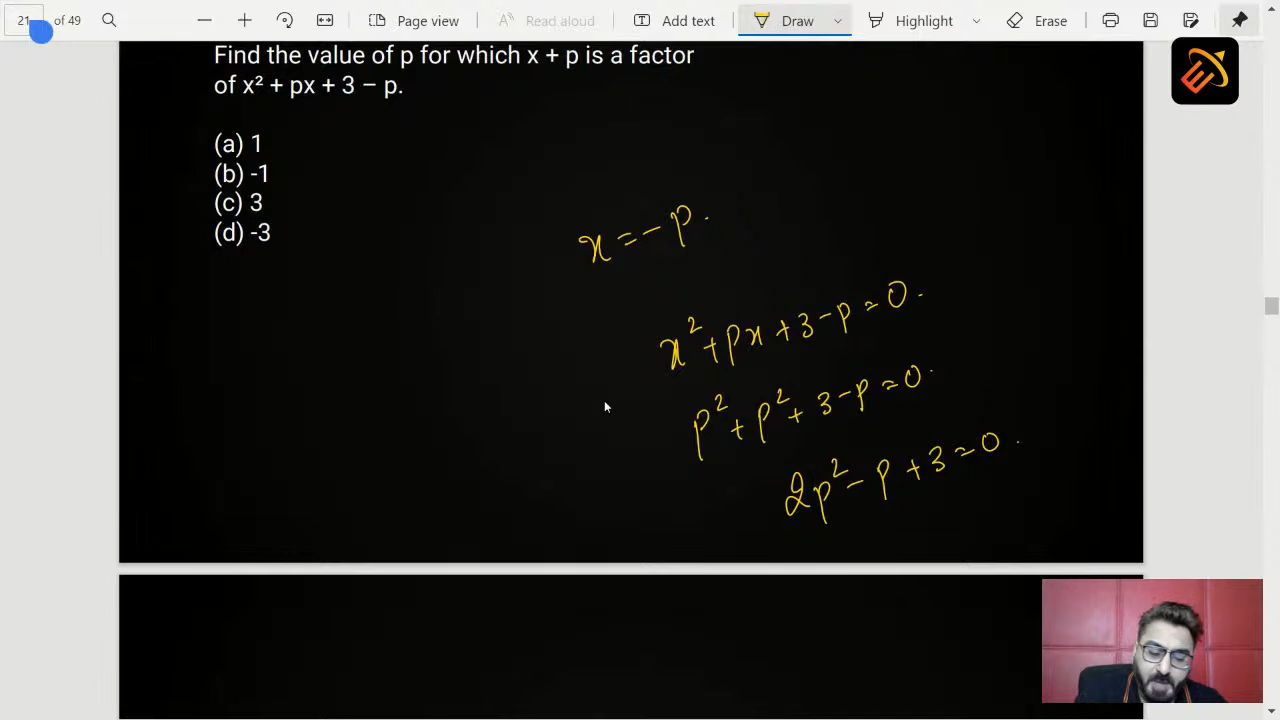 21 of 49 Page view Read aloud Add text Draw Highlight Erase
Find the value of p for which x + p is a factor
of x² + px + 3 – p.
(a) 1
(b) -1
(c) 3
(d) -3
x = -p.
x² + px + 3 - p = 0.
p² + p² + 3 - p = 0.
2p² - p + 3 = 0.